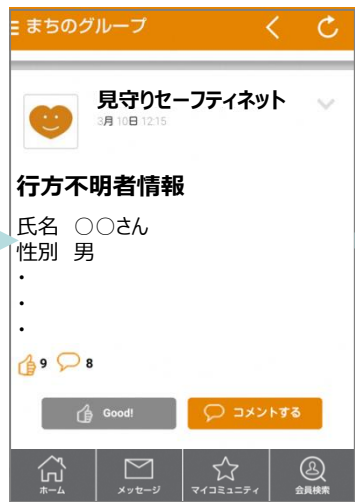 まちのグループ
見守りセーフティネット
3月10日 12:15
行方不明者情報
氏名 ○○さん
性別 男
・
・
・
9 8
Good! コメントする
ホーム メッセージ マイコミュニティ 会員検索